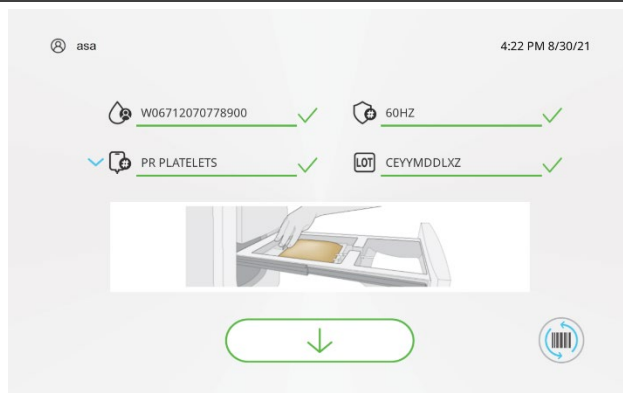 asa
4:22 PM 8/30/21
W06712070778900
60HZ
PR PLATELETS
LOT CEYYMDDLXZ